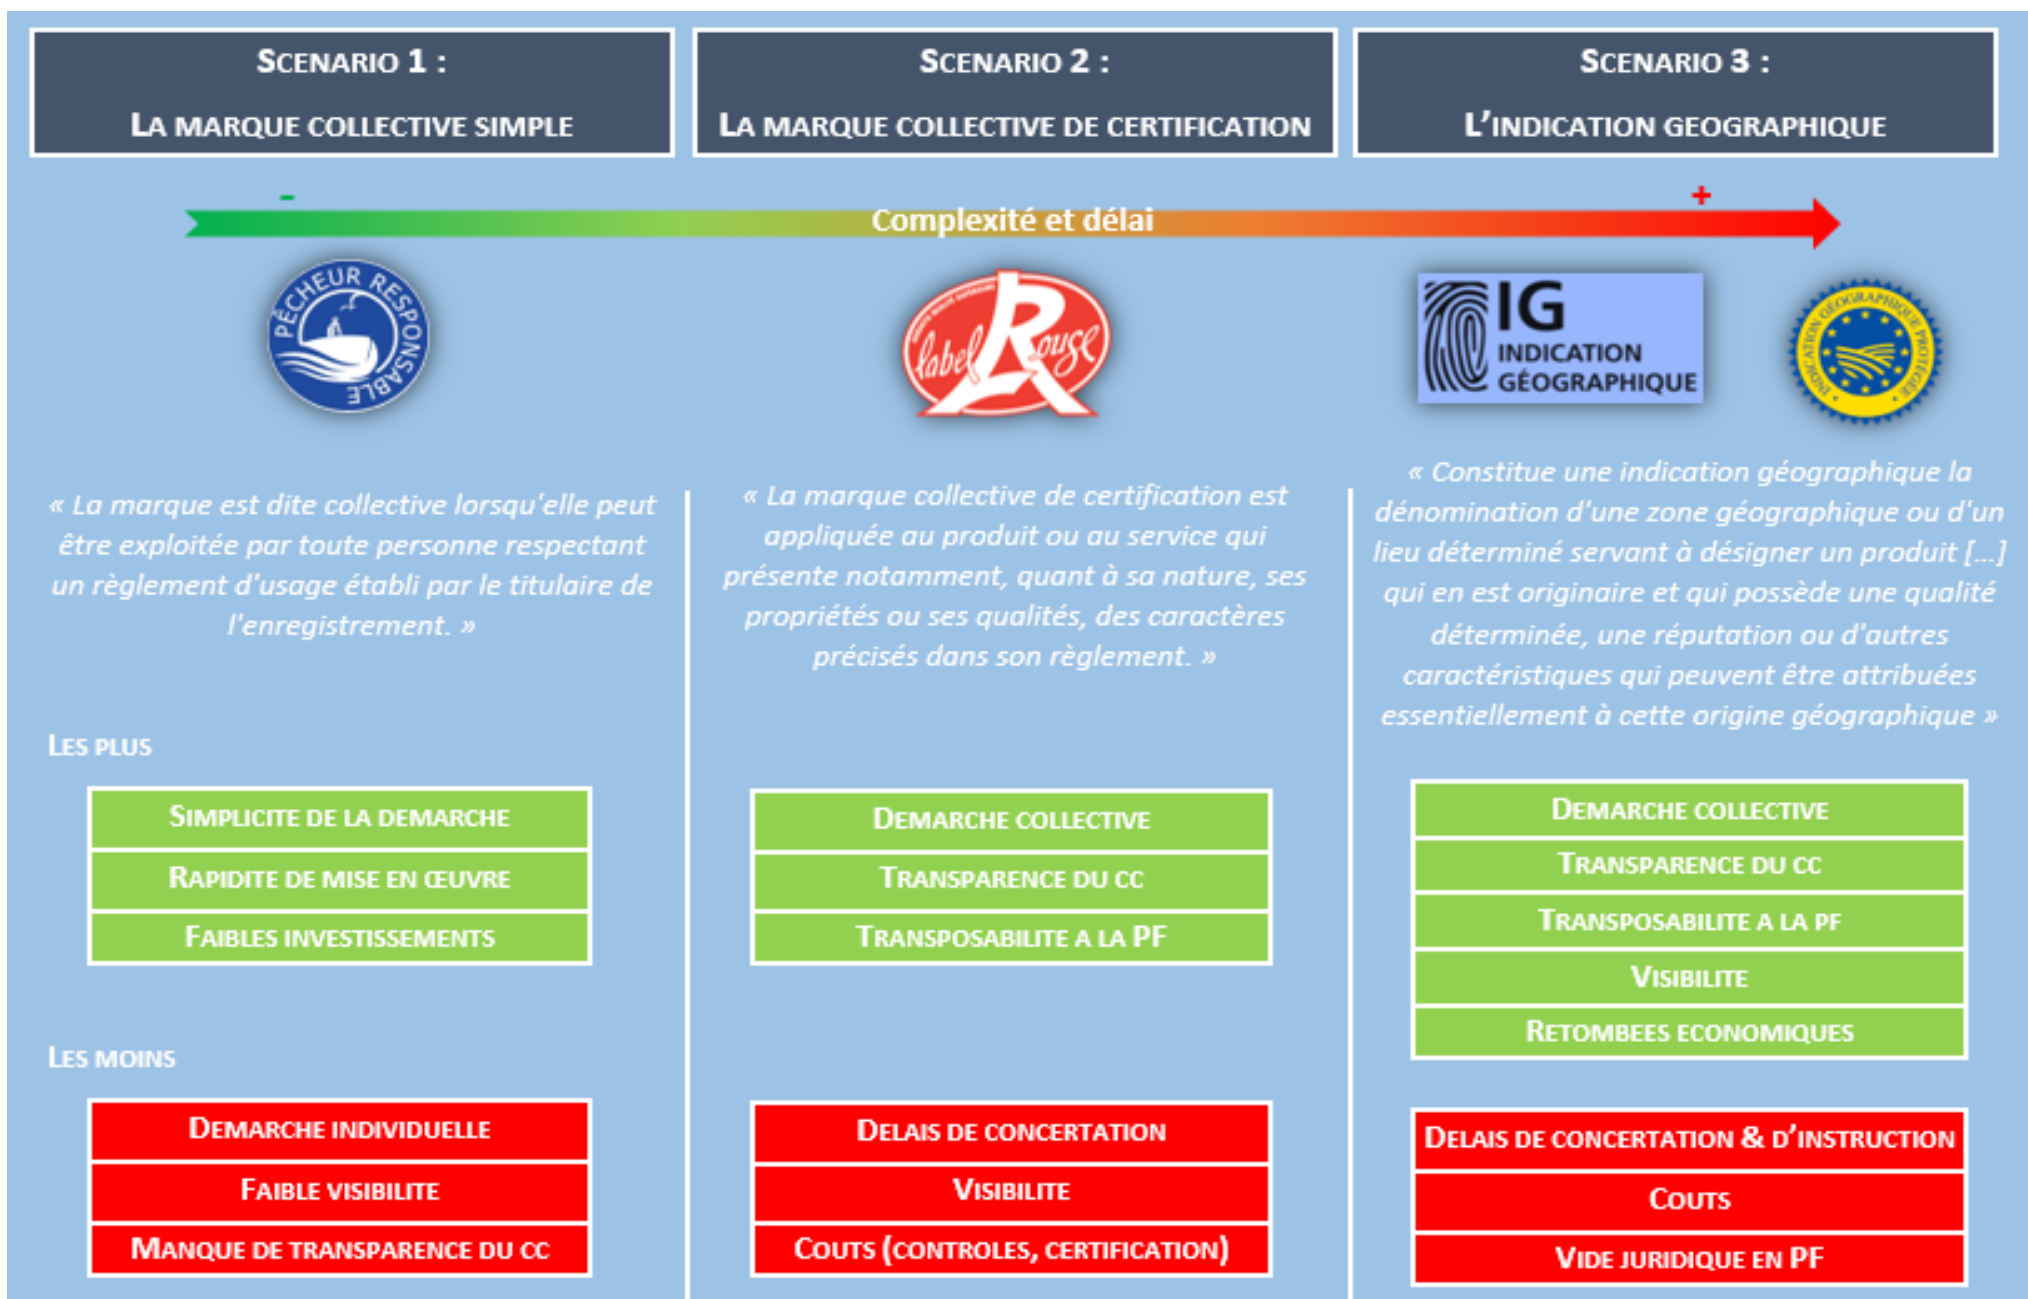 SCENARIO 1 :
LA MARQUE COLLECTIVE SIMPLE
SCENARIO 2 :
LA MARQUE COLLECTIVE DE CERTIFICATION
SCENARIO 3 :
L'INDICATION GEOGRAPHIQUE
-
+
Complexité et délai
PÊCHEUR RESPONSABLE
label Rouge
IG
INDICATION
GÉOGRAPHIQUE
INDICATION GÉOGRAPHIQUE PROTÉGÉE
« La marque est dite collective lorsqu'elle peut
être exploitée par toute personne respectant
un règlement d'usage établi par le titulaire de
l'enregistrement. »
« La marque collective de certification est
appliquée au produit ou au service qui
présente notamment, quant à sa nature, ses
propriétés ou ses qualités, des caractères
précisés dans son règlement. »
« Constitue une indication géographique la
dénomination d'une zone géographique ou d'un
lieu déterminé servant à désigner un produit [...]
qui en est originaire et qui possède une qualité
déterminée, une réputation ou d'autres
caractéristiques qui peuvent être attribuées
essentiellement à cette origine géographique »
LES PLUS
SIMPLICITE DE LA DEMARCHE
RAPIDITE DE MISE EN ŒUVRE
FAIBLES INVESTISSEMENTS
DEMARCHE COLLECTIVE
TRANSPARENCE DU CC
TRANSPOSABILITE A LA PF
DEMARCHE COLLECTIVE
TRANSPARENCE DU CC
TRANSPOSABILITE A LA PF
VISIBILITE
RETOMBEES ECONOMIQUES
LES MOINS
DEMARCHE INDIVIDUELLE
FAIBLE VISIBILITE
MANQUE DE TRANSPARENCE DU CC
DELAIS DE CONCERTATION
VISIBILITE
COUTS (CONTROLES, CERTIFICATION)
DELAIS DE CONCERTATION & D'INSTRUCTION
COUTS
VIDE JURIDIQUE EN PF